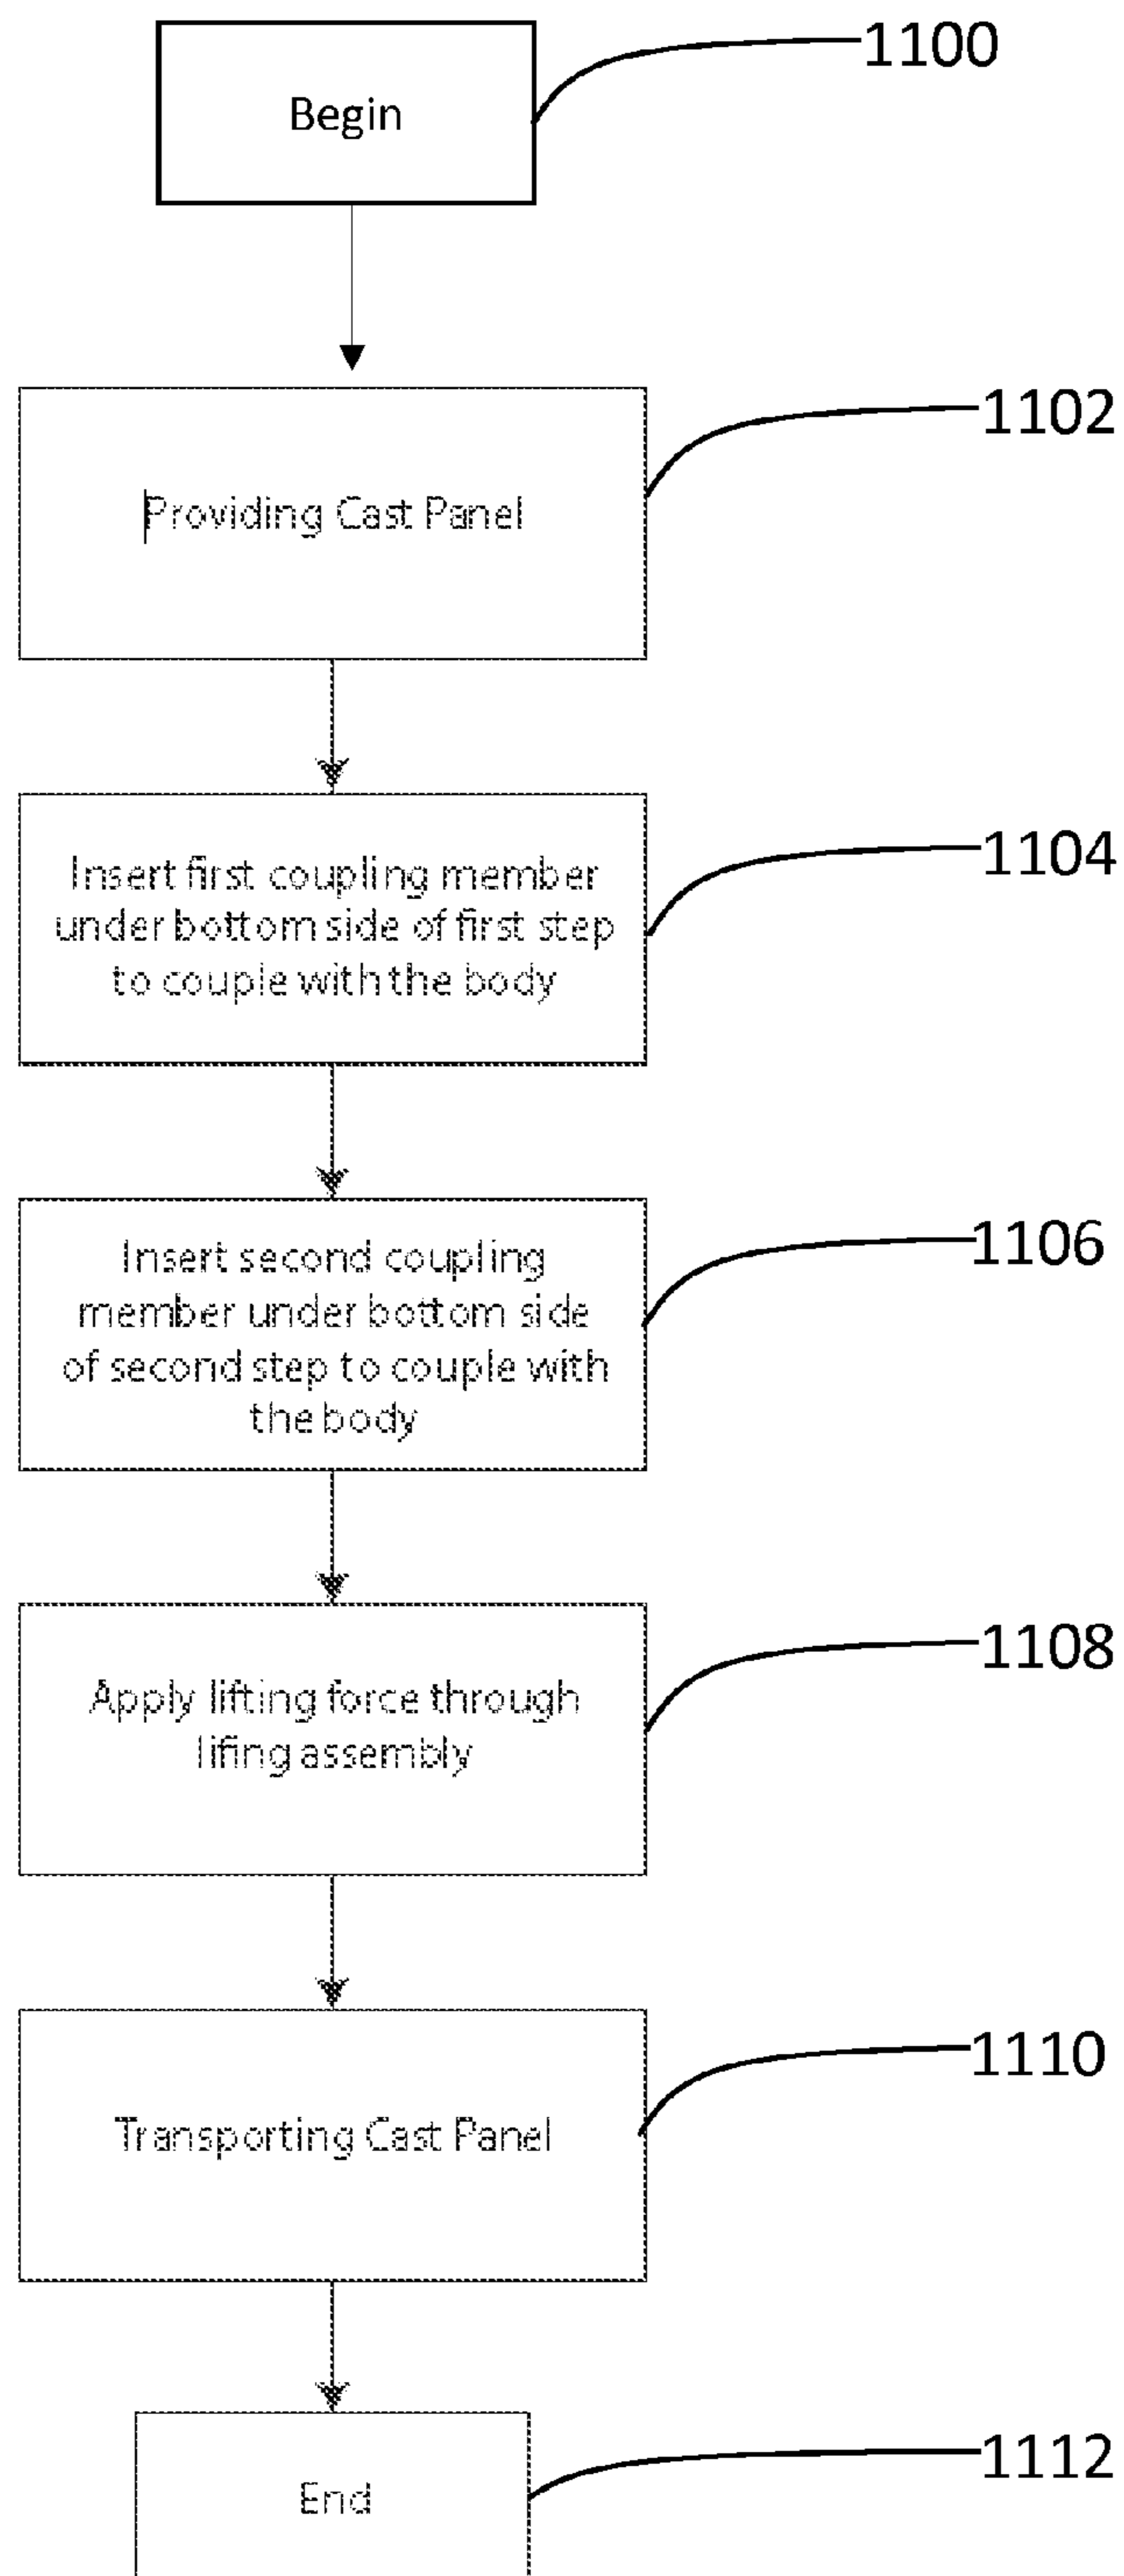 Begin
1100
Providing Cast Panel
1102
Insert first coupling member
under bottom side of first step
to couple with the body
1104
Insert second coupling
member under bottom side
of second step to couple with
the body
1106
Apply lifting force through
lifing assembly
1108
Transporting Cast Panel
1110
End
1112